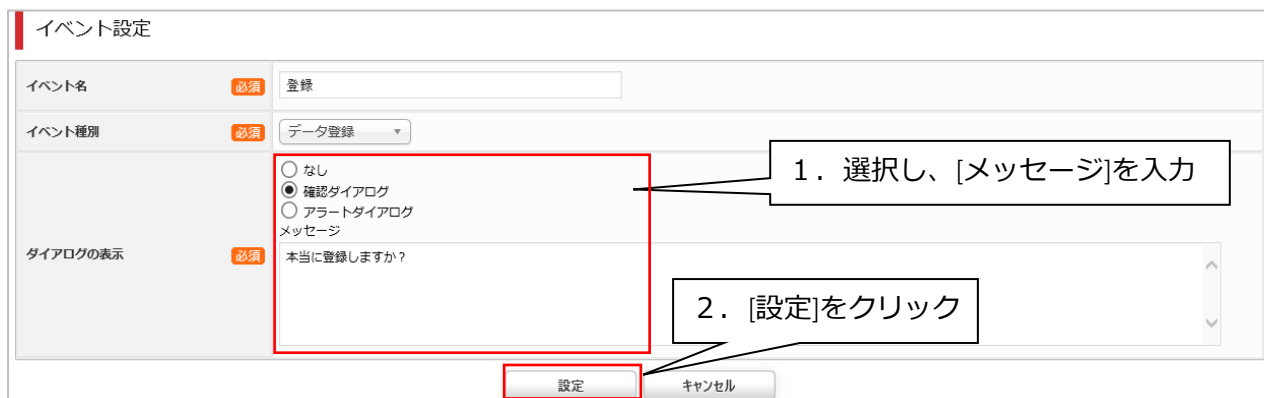 イベント設定
イベント名 必須 登録
イベント種別 必須 データ登録
なし
確認ダイアログ
アラートダイアログ
メッセージ
ダイアログの表示 必須 本当に登録しますか？
1．選択し、[メッセージ]を入力
2．[設定]をクリック
設定 キャンセル